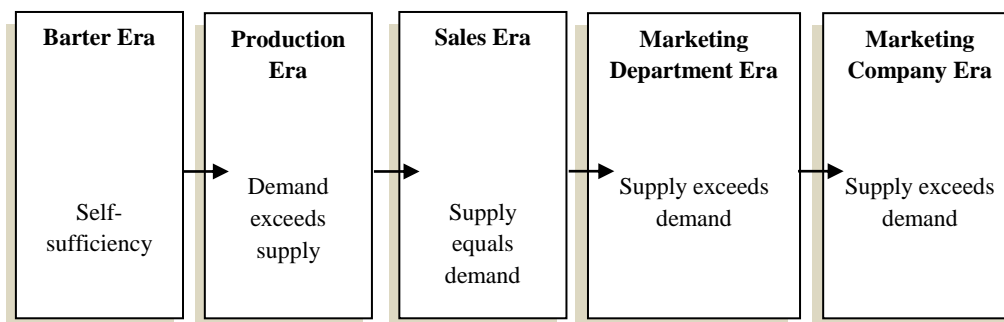 Barter Era
Self-
sufficiency
Production
Era
Demand
exceeds
supply
Sales Era
Supply
equals
demand
Marketing
Department Era
Supply exceeds
demand
Marketing
Company Era
Supply exceeds
demand